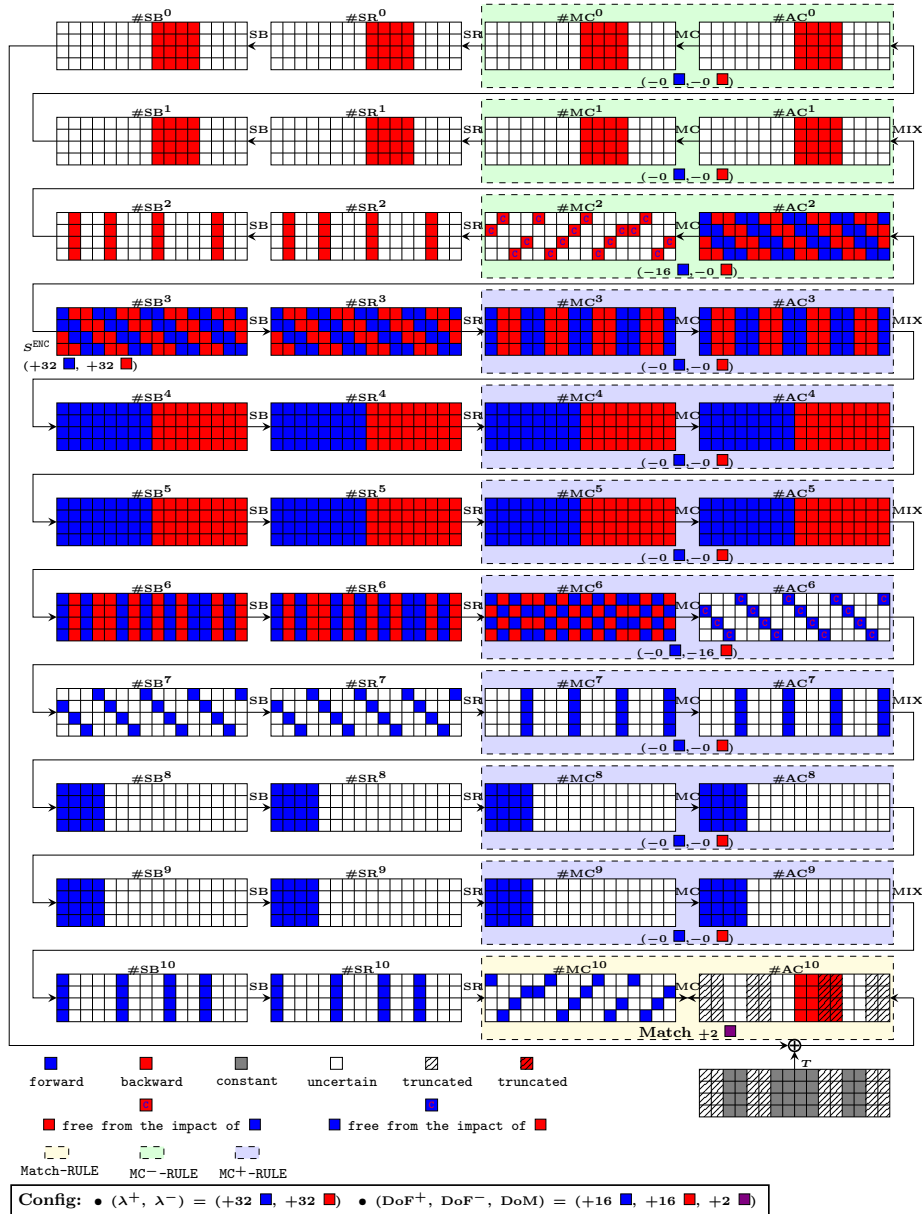 #SB⁰ #SR⁰ #MC⁰ #AC⁰
SB SR MC
(−0 , −0 )
#SB¹ #SR¹ #MC¹ #AC¹
SB SR MC MIX
(−0 , −0 )
#SB² #SR² #MC² #AC²
SB SR MC
C C C C
C C C C C
C C C C
C C C
(−16 , −0 )
#SB³ #SR³ #MC³ #AC³
SB SR MC MIX
S^ENC
(+32 , +32 )
(−0 , −0 )
#SB⁴ #SR⁴ #MC⁴ #AC⁴
SB SR MC
(−0 , −0 )
#SB⁵ #SR⁵ #MC⁵ #AC⁵
SB SR MC MIX
(−0 , −0 )
#SB⁶ #SR⁶ #MC⁶ #AC⁶
SB SR MC
C C C C
C C C C
C C C C
C C C C
(−0 , −16 )
#SB⁷ #SR⁷ #MC⁷ #AC⁷
SB SR MC MIX
(−0 , −0 )
#SB⁸ #SR⁸ #MC⁸ #AC⁸
SB SR MC
(−0 , −0 )
#SB⁹ #SR⁹ #MC⁹ #AC⁹
SB SR MC MIX
(−0 , −0 )
#SB¹⁰ #SR¹⁰ #MC¹⁰ #AC¹⁰
SB SR MC
Match +2
T
forward backward constant uncertain truncated truncated
C C
free from the impact of free from the impact of
Match-RULE MC−-RULE MC+-RULE
Config: • (λ⁺, λ⁻) = (+32 , +32 ) • (DoF⁺, DoF⁻, DoM) = (+16 , +16 , +2 )